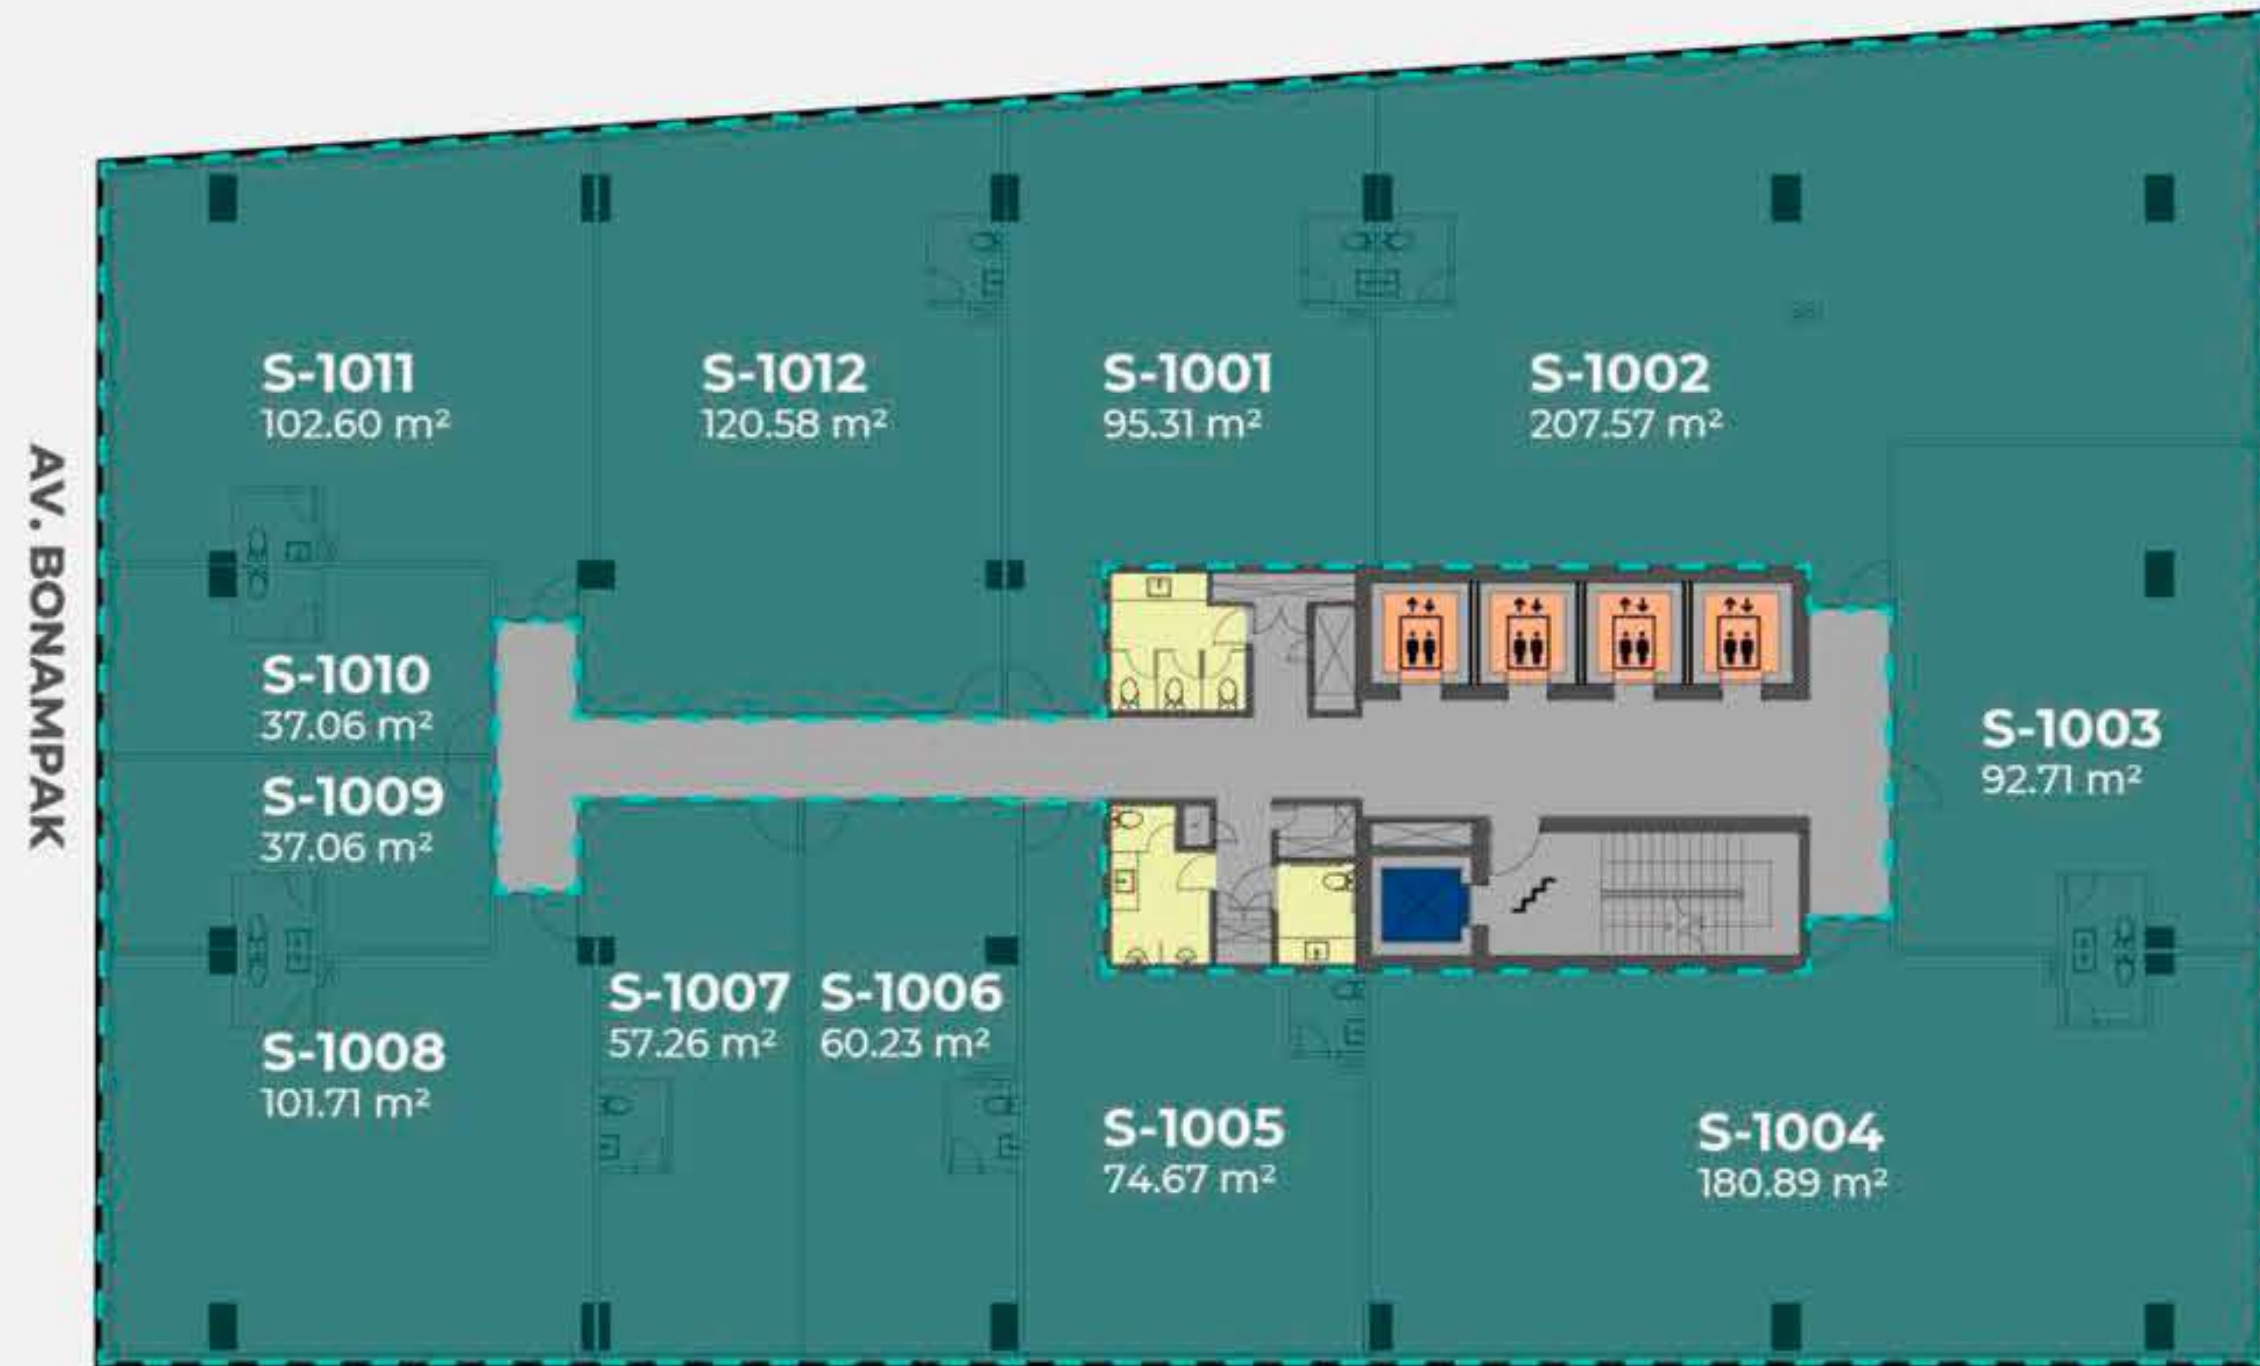 S-1011
102.60 m²
S-1012
120.58 m²
S-1001
95.31 m²
S-1002
207.57 m²
AV. BONAMPAK
S-1010
37.06 m²
S-1009
37.06 m²
S-1003
92.71 m²
S-1008
101.71 m²
S-1007
57.26 m²
S-1006
60.23 m²
S-1005
74.67 m²
S-1004
180.89 m²